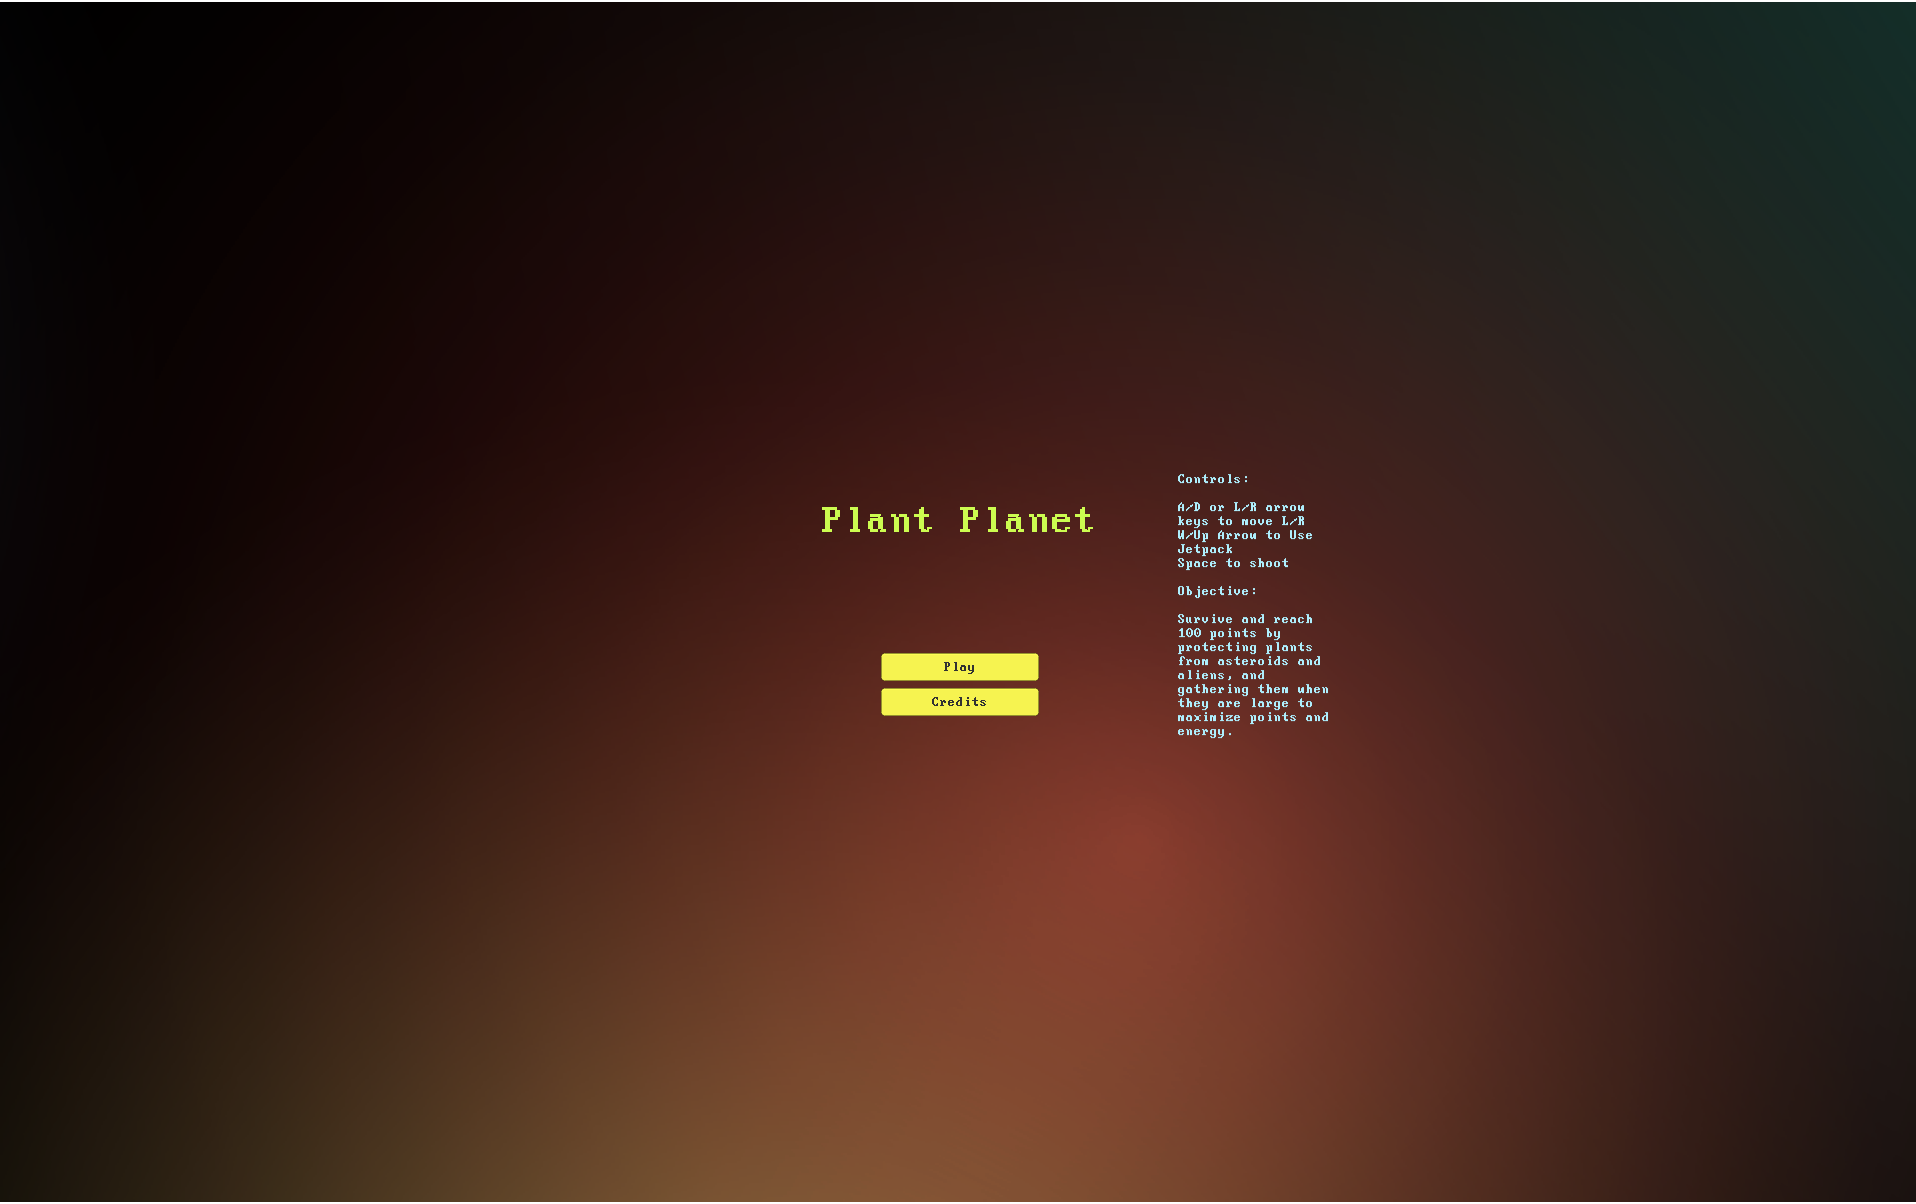 Plant Planet
Play
Credits
Controls:
A/D or L/R arrow
keys to move L/R
W/Up Arrow to Use
Jetpack
Space to shoot
Objective:
Survive and reach
100 points by
protecting plants
from asteroids and
aliens, and
gathering them when
they are large to
maximize points and
energy.